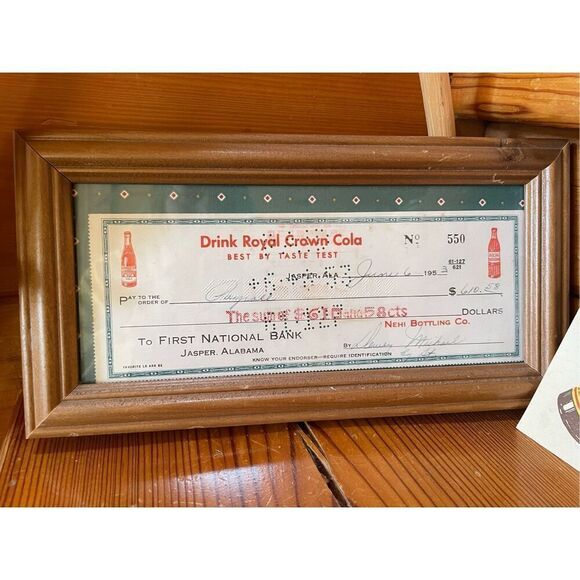 Drink Royal Crown Cola
BEST BY TASTE TEST
Nº 550
JASPER, ALA. June 6 1953 61-127
621
PAY TO THE
ORDER OF Payroll $ 610.58
The sum of $ 610 and 58 cts DOLLARS
NEHI BOTTLING CO.
TO FIRST NATIONAL BANK
JASPER, ALABAMA
BY
KNOW YOUR ENDORSER - REQUIRE IDENTIFICATION